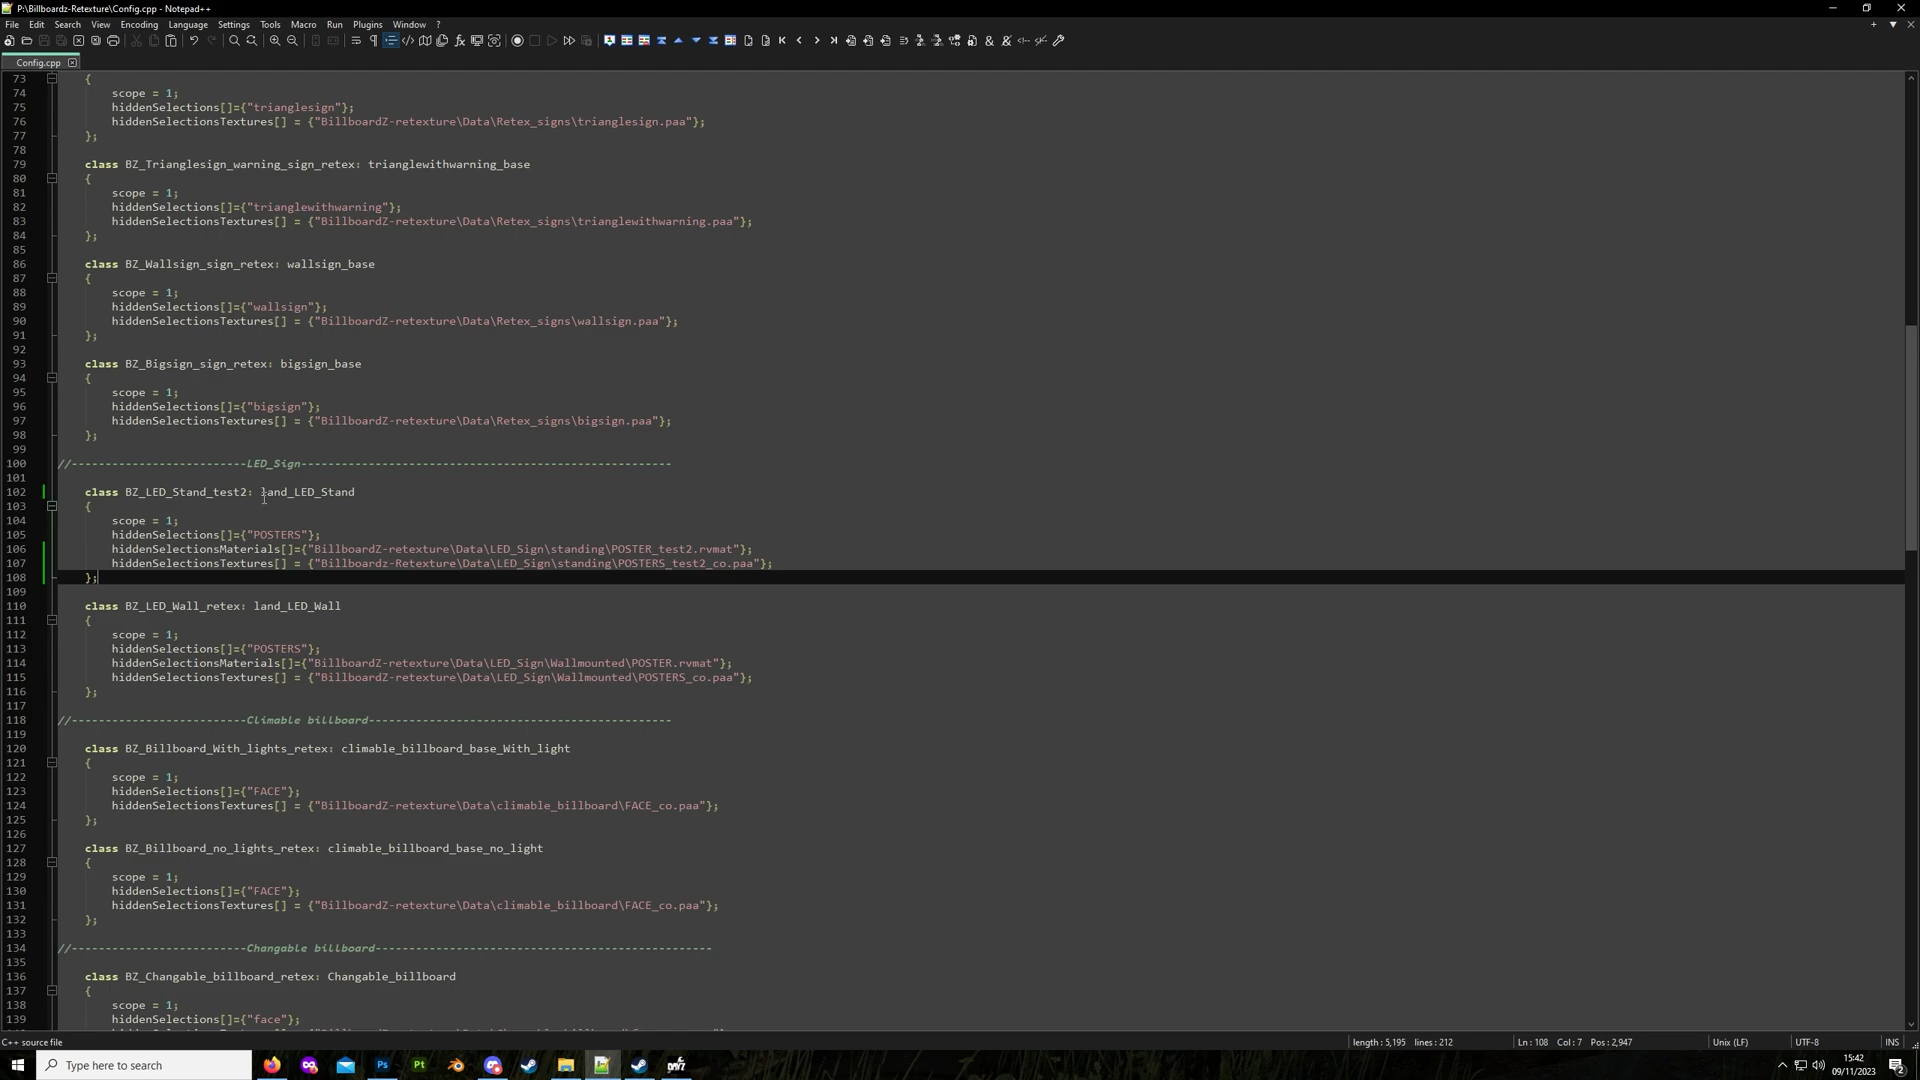 P:\Billboardz-Retexture\Config.cpp - Notepad++
File Edit Search View Encoding Language Settings Tools Macro Run Plugins Window ?
Config.cpp
73 {
74 scope = 1;
75 hiddenSelections[]={"trianglesign"};
76 hiddenSelectionsTextures[] = {"BillboardZ-retexture\Data\Retex_signs\trianglesign.paa"};
77 };
78
79 class BZ_Trianglesign_warning_sign_retex: trianglewithwarning_base
80 {
81 scope = 1;
82 hiddenSelections[]={"trianglewithwarning"};
83 hiddenSelectionsTextures[] = {"BillboardZ-retexture\Data\Retex_signs\trianglewithwarning.paa"};
84 };
85
86 class BZ_Wallsign_sign_retex: wallsign_base
87 {
88 scope = 1;
89 hiddenSelections[]={"wallsign"};
90 hiddenSelectionsTextures[] = {"BillboardZ-retexture\Data\Retex_signs\wallsign.paa"};
91 };
92
93 class BZ_Bigsign_sign_retex: bigsign_base
94 {
95 scope = 1;
96 hiddenSelections[]={"bigsign"};
97 hiddenSelectionsTextures[] = {"BillboardZ-retexture\Data\Retex_signs\bigsign.paa"};
98 };
99
100 //--------------------------LED_Sign-------------------------------------------------------
101
102 class BZ_LED_Stand_test2: land_LED_Stand
103 {
104 scope = 1;
105 hiddenSelections[]={"POSTERS"};
106 hiddenSelectionsMaterials[]={"BillboardZ-retexture\Data\LED_Sign\standing\POSTER_test2.rvmat"};
107 hiddenSelectionsTextures[] = {"Billboardz-Retexture\Data\LED_Sign\standing\POSTERS_test2_co.paa"};
108 };
109
110 class BZ_LED_Wall_retex: land_LED_Wall
111 {
112 scope = 1;
113 hiddenSelections[]={"POSTERS"};
114 hiddenSelectionsMaterials[]={"BillboardZ-retexture\Data\LED_Sign\Wallmounted\POSTER.rvmat"};
115 hiddenSelectionsTextures[] = {"BillboardZ-retexture\Data\LED_Sign\Wallmounted\POSTERS_co.paa"};
116 };
117
118 //--------------------------Climable billboard---------------------------------------------
119
120 class BZ_Billboard_With_lights_retex: climable_billboard_base_With_light
121 {
122 scope = 1;
123 hiddenSelections[]={"FACE"};
124 hiddenSelectionsTextures[] = {"BillboardZ-retexture\Data\climable_billboard\FACE_co.paa"};
125 };
126
127 class BZ_Billboard_no_lights_retex: climable_billboard_base_no_light
128 {
129 scope = 1;
130 hiddenSelections[]={"FACE"};
131 hiddenSelectionsTextures[] = {"BillboardZ-retexture\Data\climable_billboard\FACE_co.paa"};
132 };
133
134 //--------------------------Changable billboard--------------------------------------------------
135
136 class BZ_Changable_billboard_retex: Changable_billboard
137 {
138 scope = 1;
139 hiddenSelections[]={"face"};
C++ source file length : 5,195 lines : 212 Ln : 108 Col : 7 Pos : 2,947 Unix (LF) UTF-8 INS
Type here to search
15:42
09/11/2023